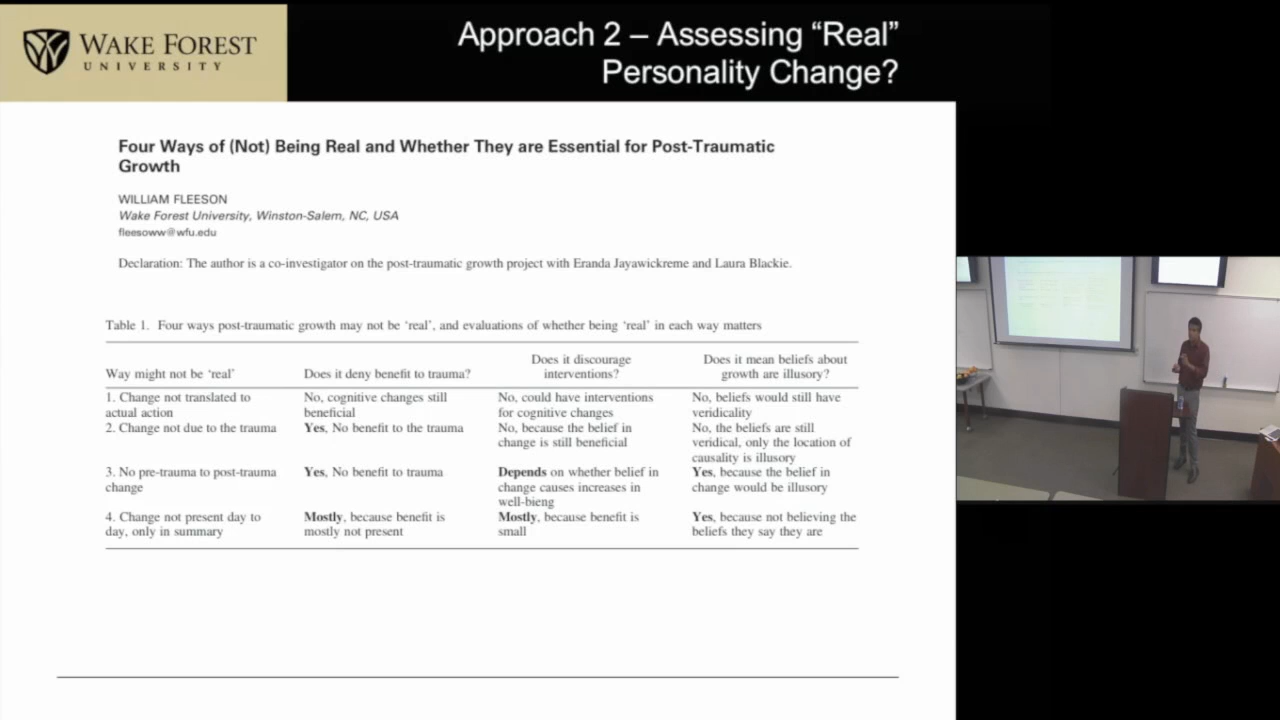 WAKE FOREST
UNIVERSITY
Approach 2 – Assessing “Real”
Personality Change?
Four Ways of (Not) Being Real and Whether They are Essential for Post-Traumatic
Growth
WILLIAM FLEESON
Wake Forest University, Winston-Salem, NC, USA
fleesoww@wfu.edu
Declaration: The author is a co-investigator on the post-traumatic growth project with Eranda Jayawickreme and Laura Blackie.
Table 1. Four ways post-traumatic growth may not be ‘real’, and evaluations of whether being ‘real’ in each way matters
Way might not be ‘real’
Does it deny benefit to trauma?
Does it discourage
interventions?
Does it mean beliefs about
growth are illusory?
1. Change not translated to
actual action
No, cognitive changes still
beneficial
No, could have interventions
for cognitive changes
No, beliefs would still have
veridicality
2. Change not due to the trauma
Yes, No benefit to the trauma
No, because the belief in
change is still beneficial
No, the beliefs are still
veridical, only the location of
causality is illusory
3. No pre-trauma to post-trauma
change
Yes, No benefit to trauma
Depends on whether belief in
change causes increases in
well-bieng
Yes, because the belief in
change would be illusory
4. Change not present day to
day, only in summary
Mostly, because benefit is
mostly not present
Mostly, because benefit is
small
Yes, because not believing the
beliefs they say they are